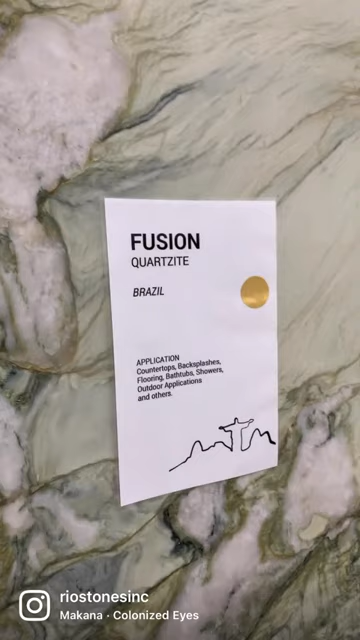 FUSION
QUARTZITE
BRAZIL
APPLICATION
Countertops, Backsplashes,
Flooring, Bathtubs, Showers,
Outdoor Applications
and others.
riostonesinc
Makana · Colonized Eyes